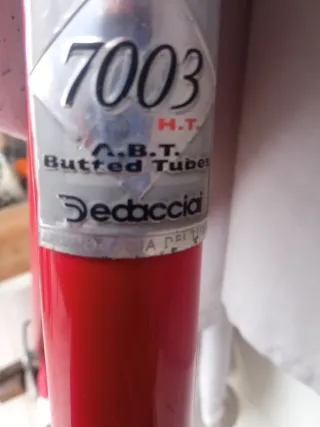 7003
H.T.
A.B.T.
Butted Tubes
Dedacciai